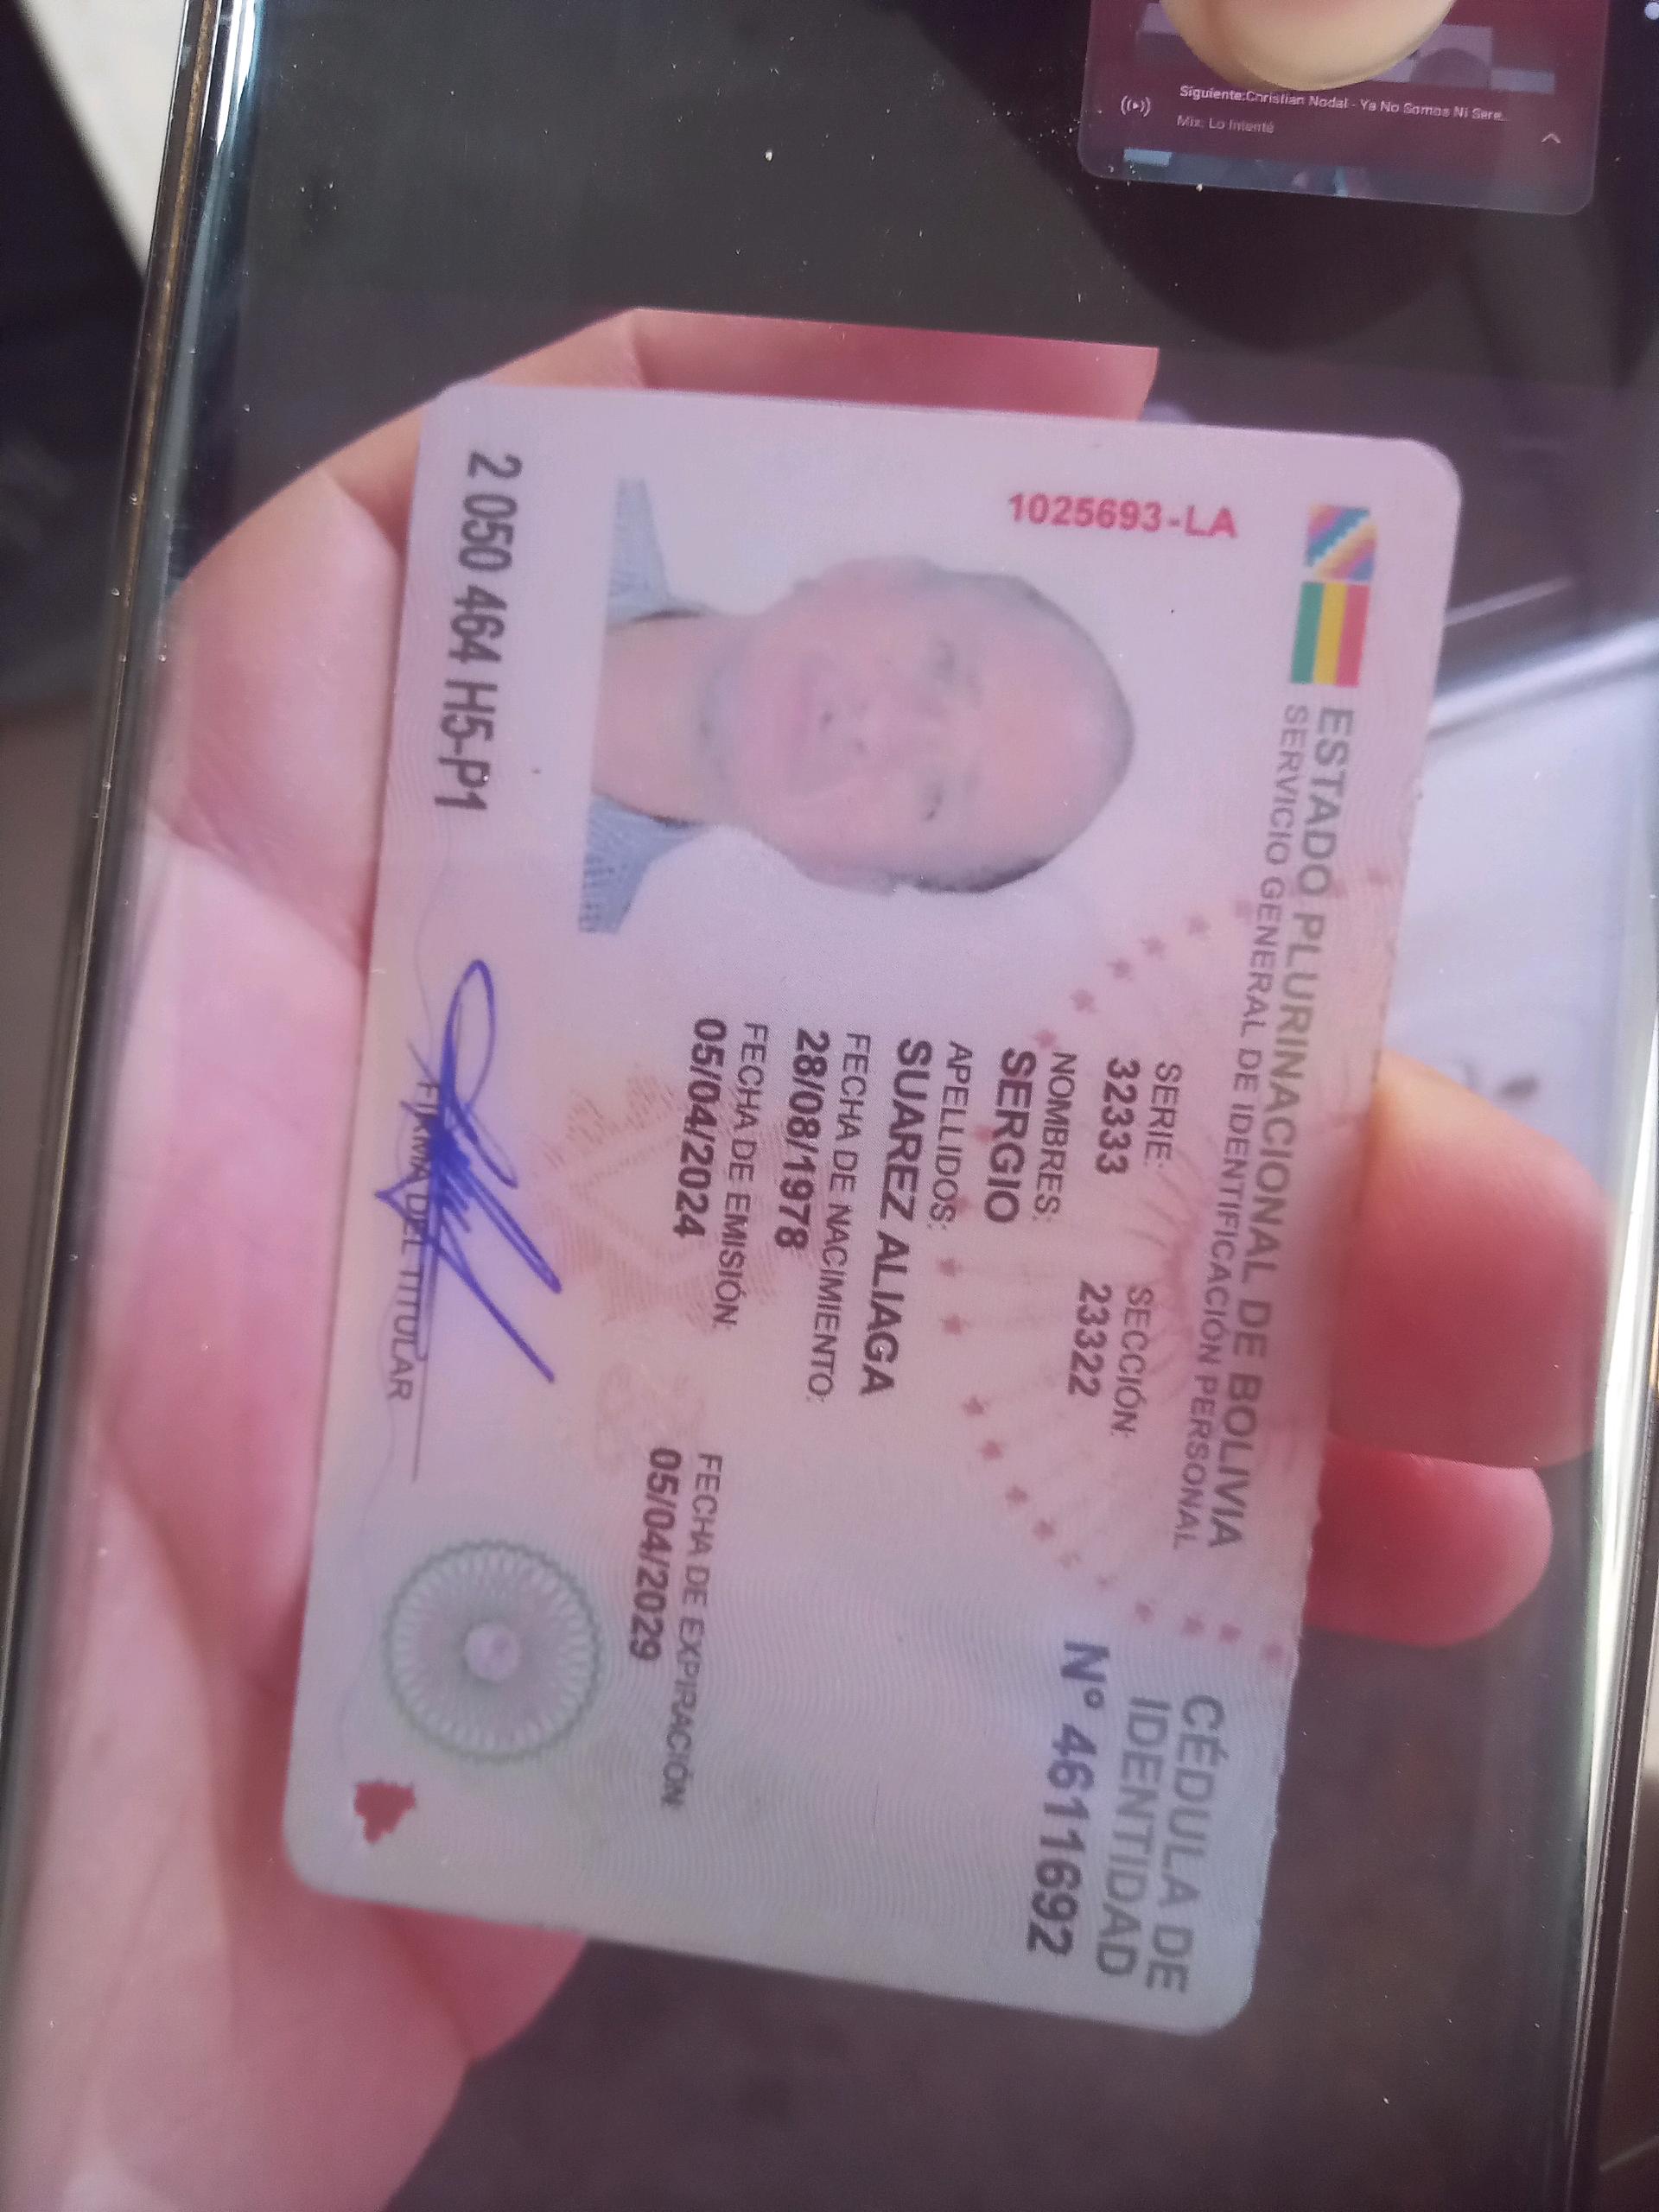 Siguiente:Christian Nodal - Ya No Somos Ni Sere..
Mix: Lo Intenté
ESTADO PLURINACIONAL DE BOLIVIA
SERVICIO GENERAL DE IDENTIFICACIÓN PERSONAL
CÉDULA DE
IDENTIDAD
Nº 4611692
1025693-LA
SERIE: SECCIÓN:
32333 23322
NOMBRES:
SERGIO
APELLIDOS:
SUAREZ ALIAGA
FECHA DE NACIMIENTO:
28/08/1978
FECHA DE EMISIÓN: FECHA DE EXPIRACIÓN:
05/04/2024 05/04/2029
FIRMA DEL TITULAR
2 050 464 H5-P1